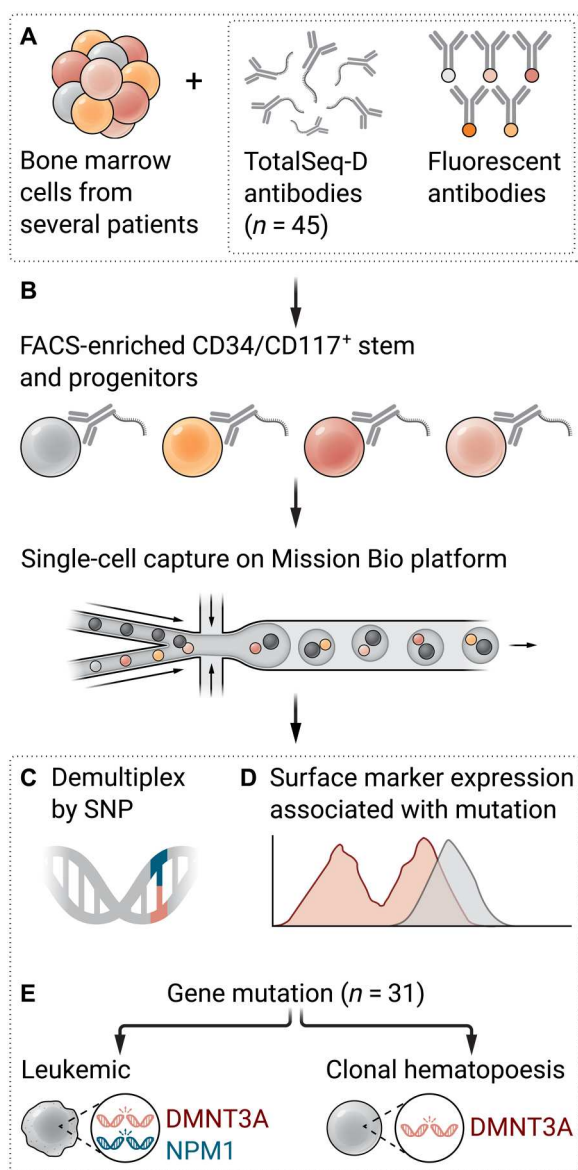 A
+
Bone marrow
cells from
several patients
TotalSeq-D
antibodies
(n = 45)
Fluorescent
antibodies
B
FACS-enriched CD34/CD117+ stem
and progenitors
Single-cell capture on Mission Bio platform
C Demultiplex
by SNP
D Surface marker expression
associated with mutation
E Gene mutation (n = 31)
Leukemic
DMNT3A
NPM1
Clonal hematopoesis
DMNT3A